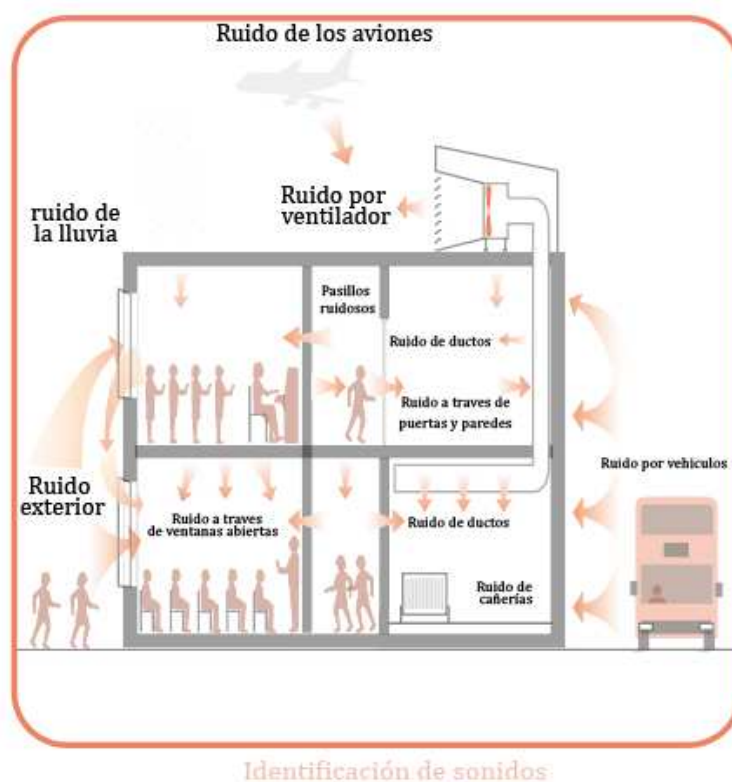 Ruido de los aviones
Ruido por
ventilador
ruido de
la lluvia
Pasillos
ruidosos
Ruido de ductos
Ruido a traves de
puertas y paredes
Ruido
exterior
Ruido a traves
de ventanas abiertas
Ruido de ductos
Ruido por vehiculos
Ruido de
cañerías
Identificación de sonidos